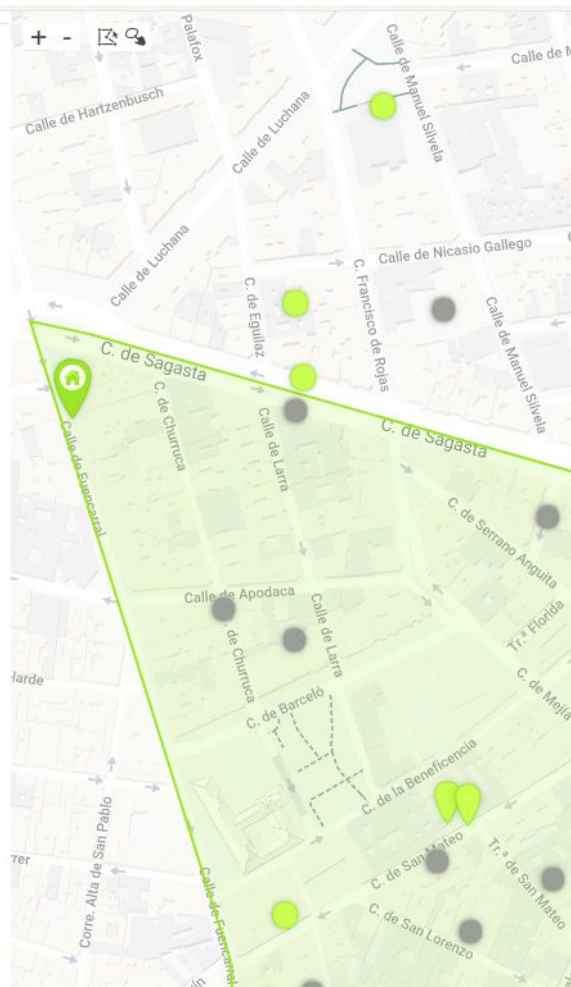 + -
Palafox
Calle de Manuel Silvela
Calle de
Calle de Hartzenbusch
Calle de Luchana
Calle de Luchana
Calle de Nicasio Gallego
C. de Eguilaz
C. Francisco de Rojas
Calle de Manuel Silvela
C. de Sagasta
C. de Churruca
Calle de Larra
C. de Sagasta
Calle de Fuencarral
C. de Serrano Anguita
Calle de Apodaca
C. de Churruca
Calle de Larra
Tr.ª Florida
C. de Mejía
elarde
C. de Barceló
C. de la Beneficencia
C. de San Mateo
Tr.ª de San Mateo
Corre. Alta de San Pablo
rrer
Calle de Fuencarral
C. de San Lorenzo
ín